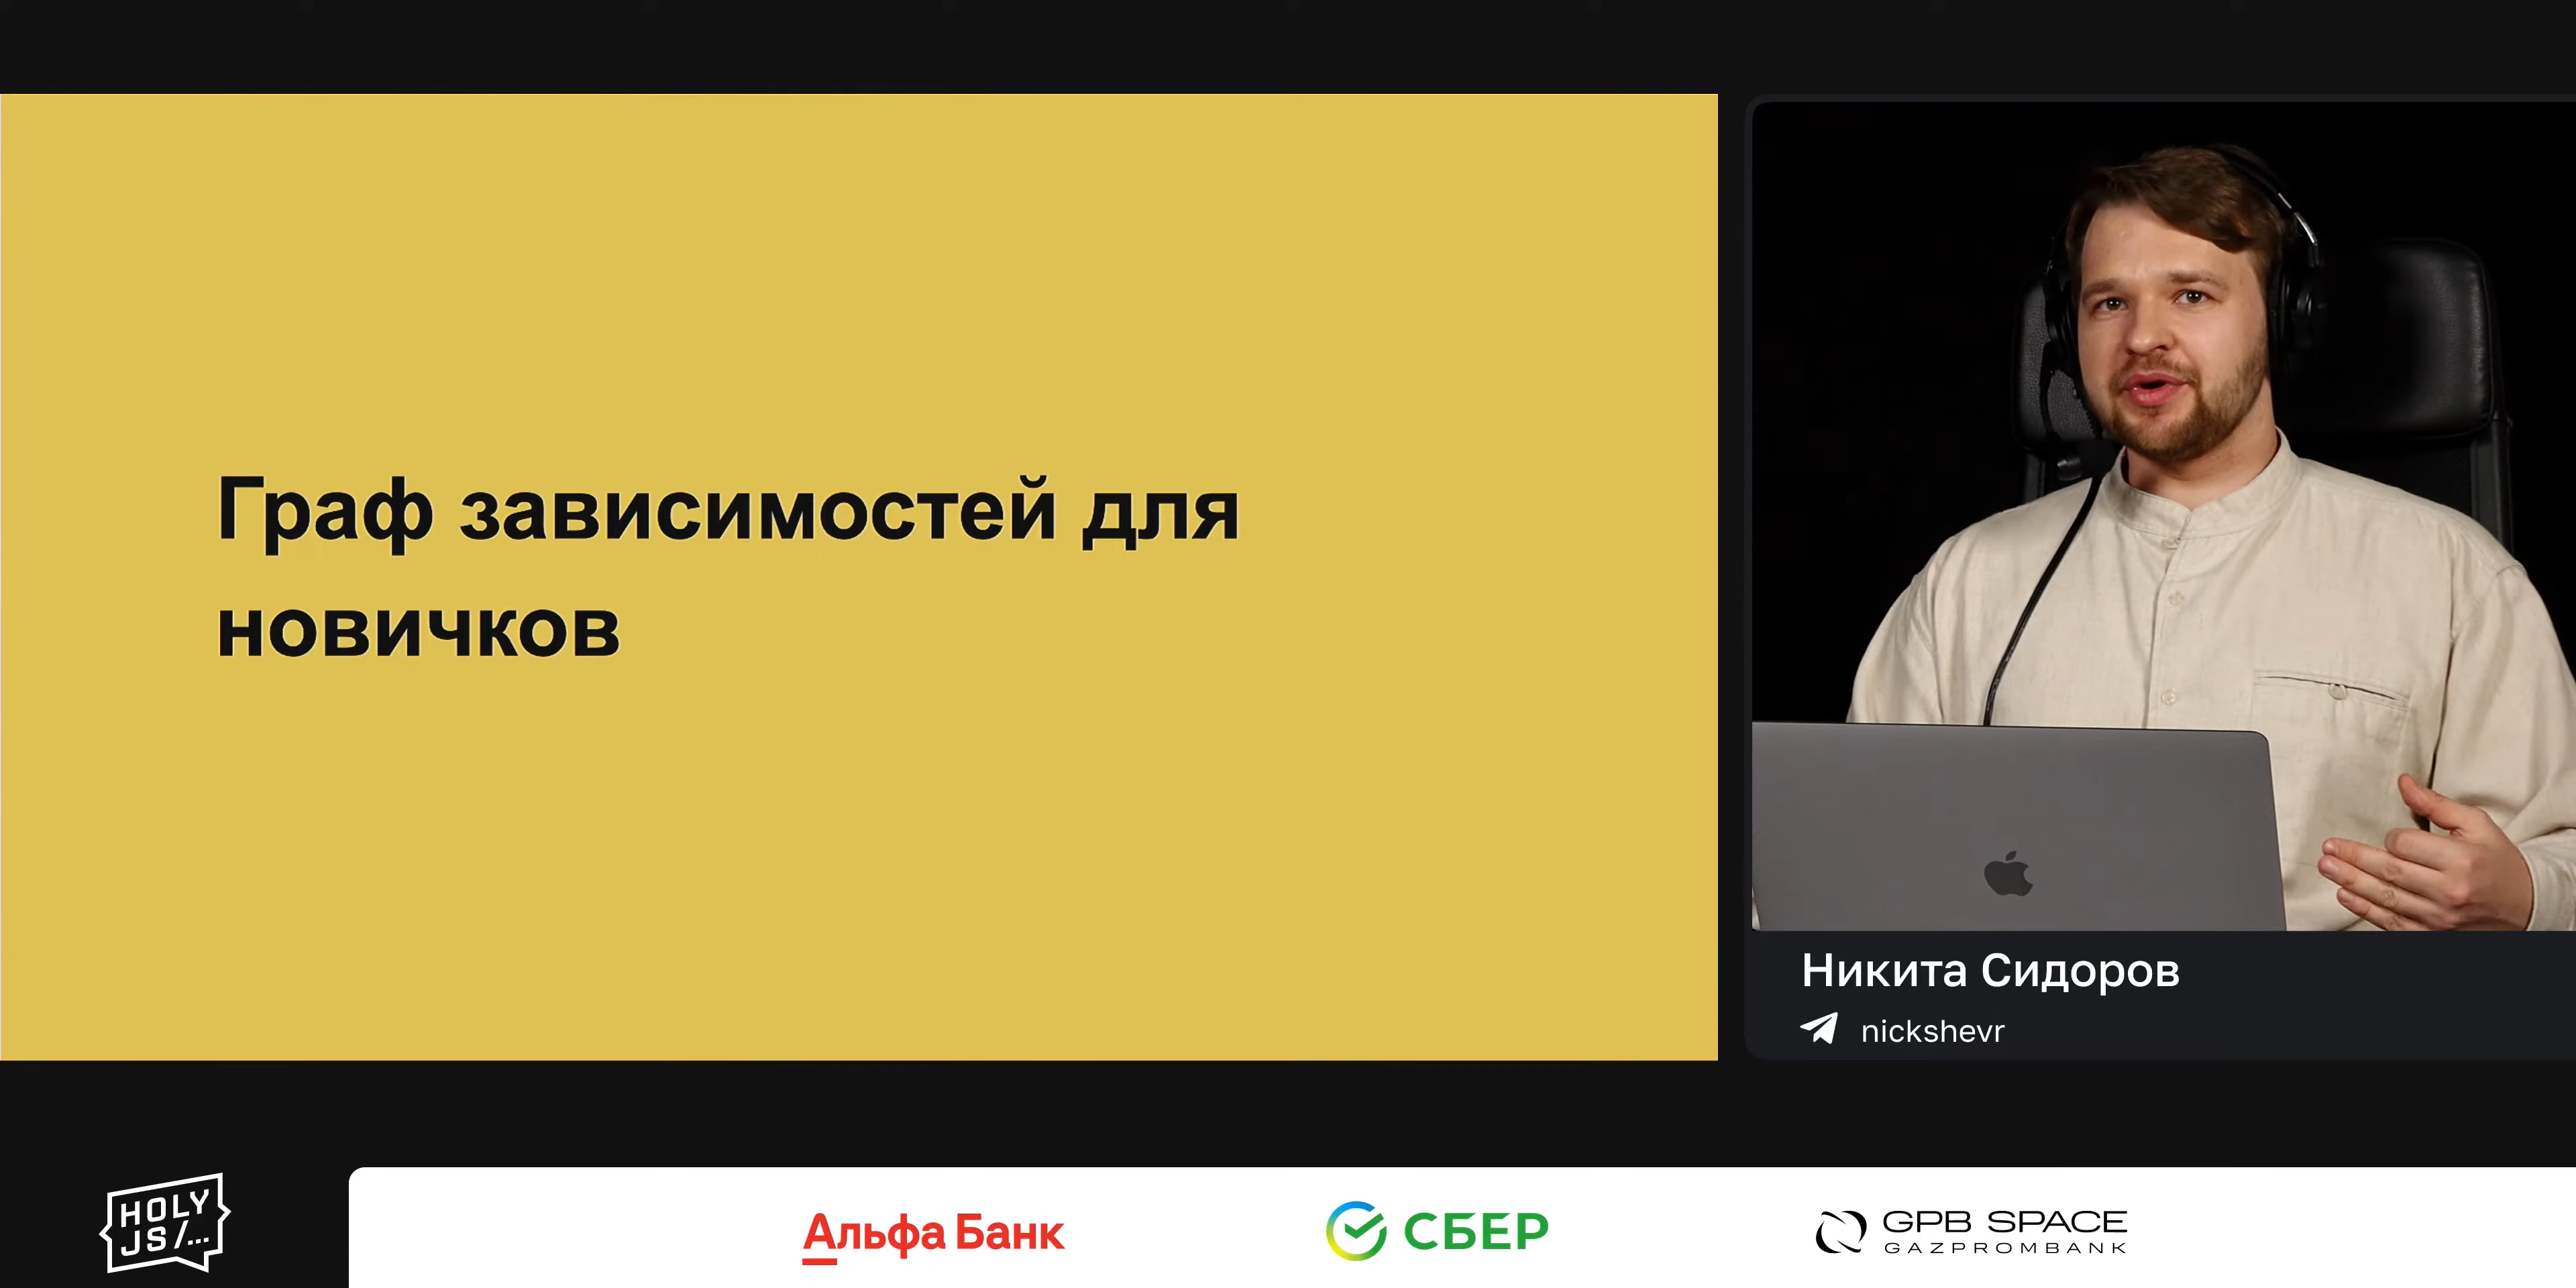 Граф зависимостей для
новичков
Никита Сидоров
nickshevr
HOLY
JS/...
Альфа Банк
СБЕР
GPB SPACE
GAZPROMBANK